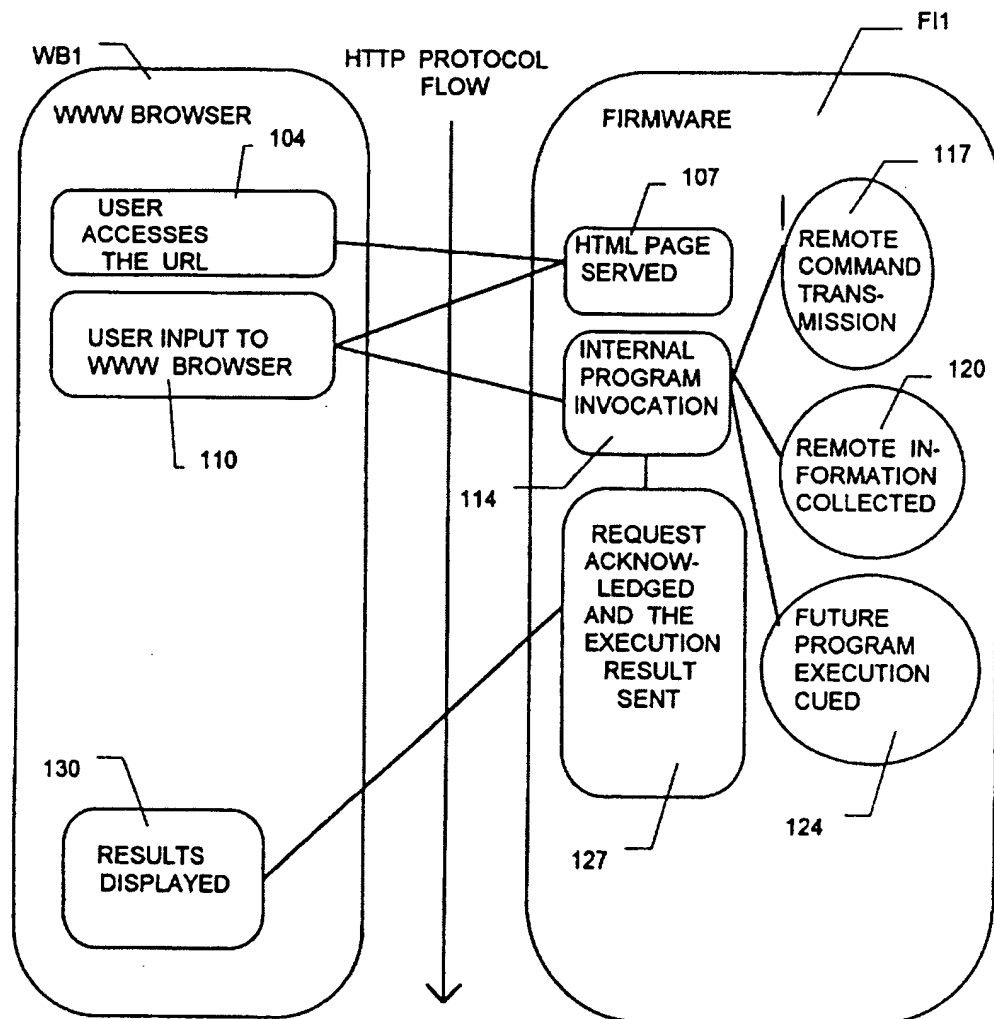 WB1
HTTP PROTOCOL
FLOW
FI1
WWW BROWSER
104
USER
ACCESSES
THE URL
USER INPUT TO
WWW BROWSER
110
FIRMWARE
107
HTML PAGE
SERVED
INTERNAL
PROGRAM
INVOCATION
114
117
REMOTE
COMMAND
TRANS-
MISSION
120
REMOTE IN-
FORMATION
COLLECTED
REQUEST
ACKNOW-
LEDGED
AND THE
EXECUTION
RESULT
SENT
127
FUTURE
PROGRAM
EXECUTION
CUED
124
130
RESULTS
DISPLAYED